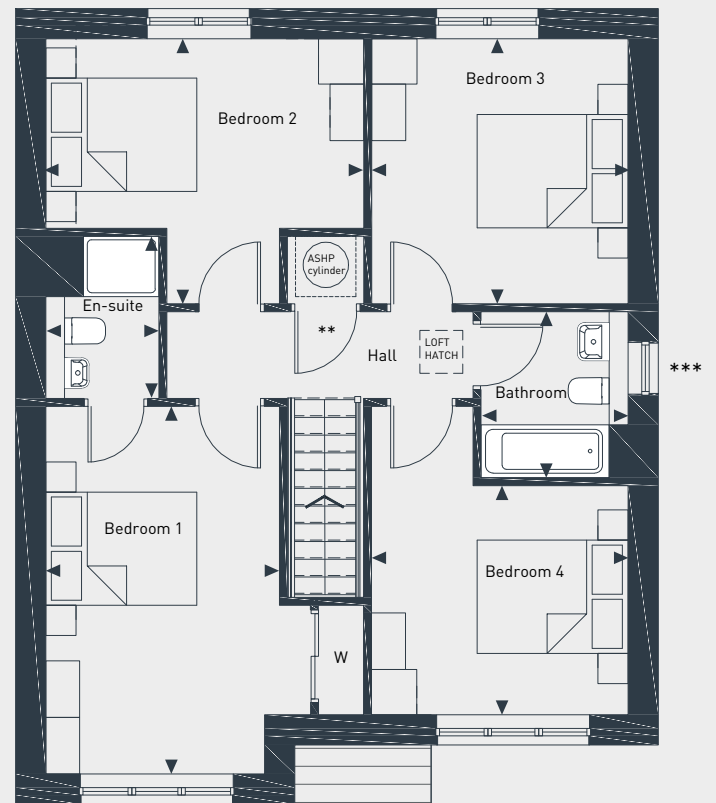 Bedroom 3
Bedroom 2
ASHP
cylinder
En-suite
**
Hall
LOFT
HATCH
***
Bathroom
Bedroom 1
Bedroom 4
W